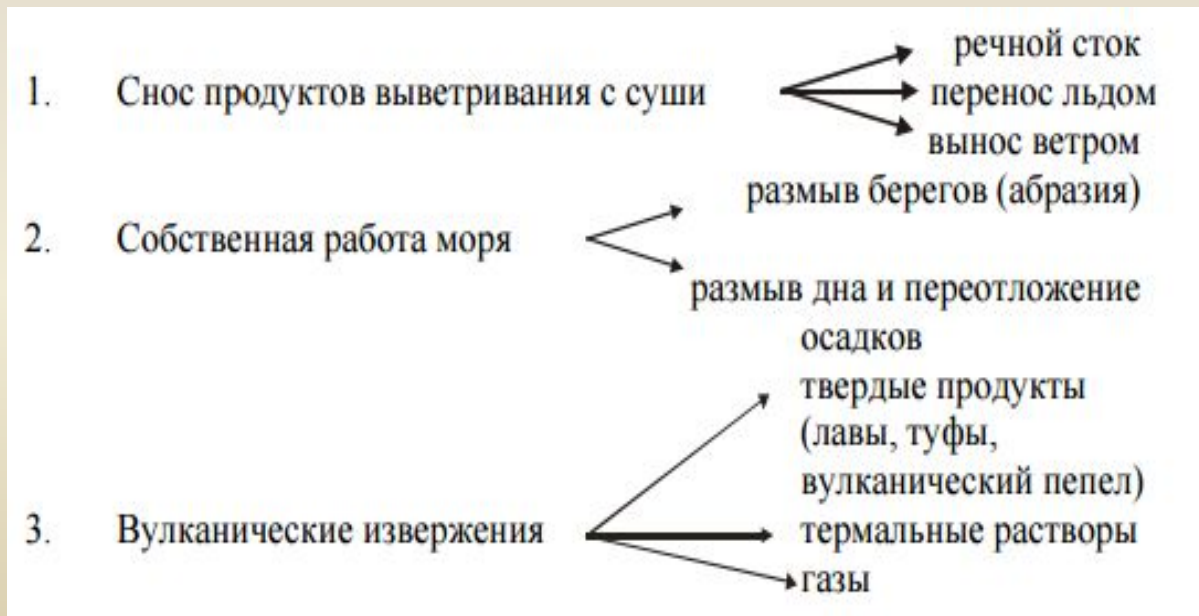 речной сток
1. Снос продуктов выветривания с суши
перенос льдом
вынос ветром
размыв берегов (абразия)
2. Собственная работа моря
размыв дна и переотложение
осадков
твердые продукты
(лавы, туфы,
вулканический пепел)
3. Вулканические извержения
термальные растворы
газы